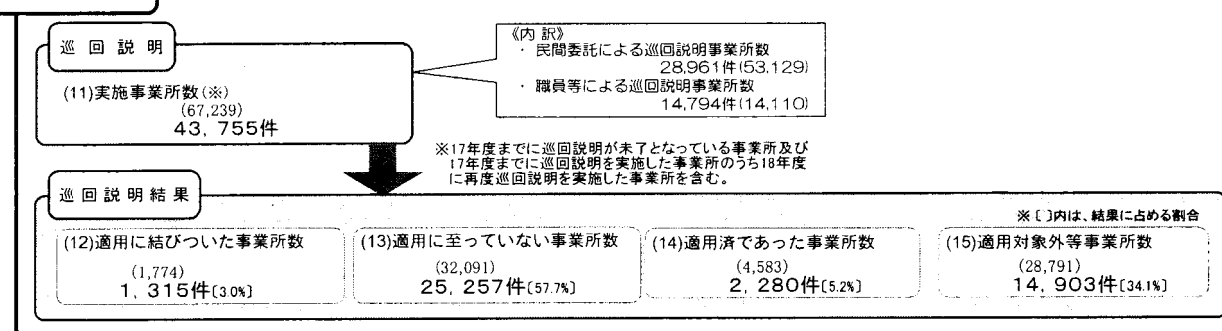 巡回説明
(11)実施事業所数(※)
(67,239)
43,755件
《内訳》
・ 民間委託による巡回説明事業所数
28,961件(53,129)
・ 職員等による巡回説明事業所数
14,794件(14,110)
※17年度までに巡回説明が未了となっている事業所及び
17年度までに巡回説明を実施した事業所のうち18年度
に再度巡回説明を実施した事業所を含む。
巡回説明結果
※〔 〕内は、結果に占める割合
(12)適用に結びついた事業所数
(1,774)
1,315件〔3.0%〕
(13)適用に至っていない事業所数
(32,091)
25,257件〔57.7%〕
(14)適用済であった事業所数
(4,583)
2,280件〔5.2%〕
(15)適用対象外等事業所数
(28,791)
14,903件〔34.1%〕